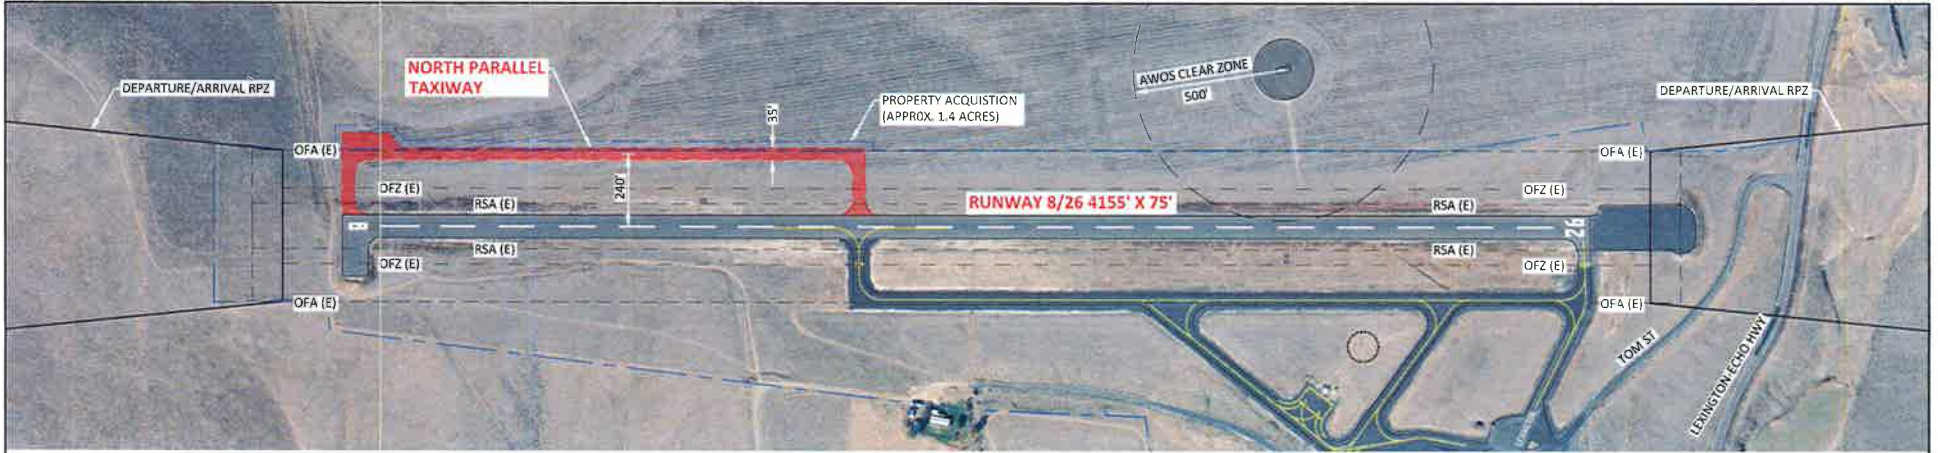 DEPARTURE/ARRIVAL RPZ
NORTH PARALLEL
TAXIWAY
35'
PROPERTY ACQUISTION
(APPROX. 1.4 ACRES)
AWOS CLEAR ZONE
500'
DEPARTURE/ARRIVAL RPZ
OFA (E)
OFA (E)
OFZ (E)
240'
OFZ (E)
RSA (E)
RUNWAY 8/26 4155' X 75'
RSA (E)
8
26
RSA (E)
RSA (E)
OFZ (E)
OFZ (E)
OFA (E)
OFA (E)
TOM ST
LEXINGTON-ECHO HWY